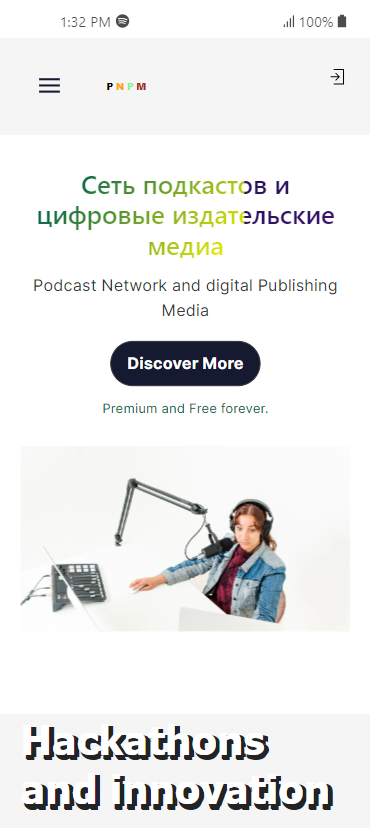 1:32 PM
100%
PNPM
Сеть подкастов и
цифровые издательские
медиа
Podcast Network and digital Publishing
Media
Discover More
Premium and Free forever.
Hackathons
and innovation